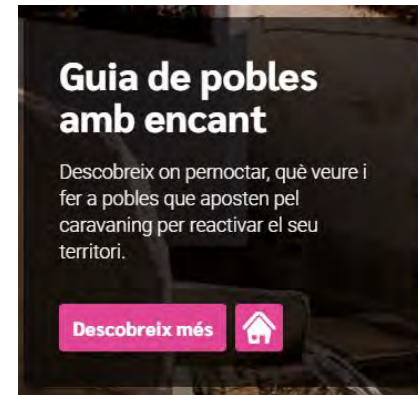 Guia de pobles
amb encant
Descobreix on pernoctar, què veure i
fer a pobles que aposten pel
caravaning per reactivar el seu
territori.
Descobreix més